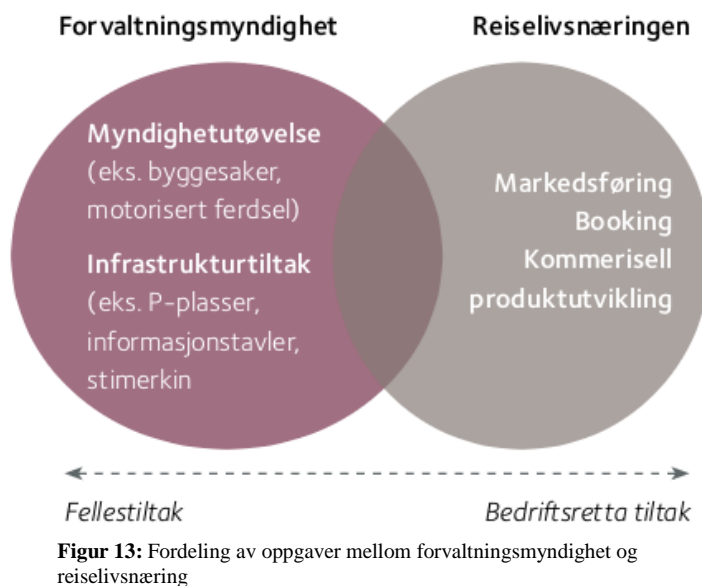 Forvaltningsmyndighet
Reiselivsnæringen
Myndighetutøvelse
(eks. byggesaker,
motorisert ferdsel)
Infrastrukturtiltak
(eks. P-plasser,
informasjonstavler,
stimerkin
Markedsføring
Booking
Kommerisell
produktutvikling
Fellestiltak
Bedriftsretta tiltak
Figur 13: Fordeling av oppgaver mellom forvaltningsmyndighet og
reiselivsnæring